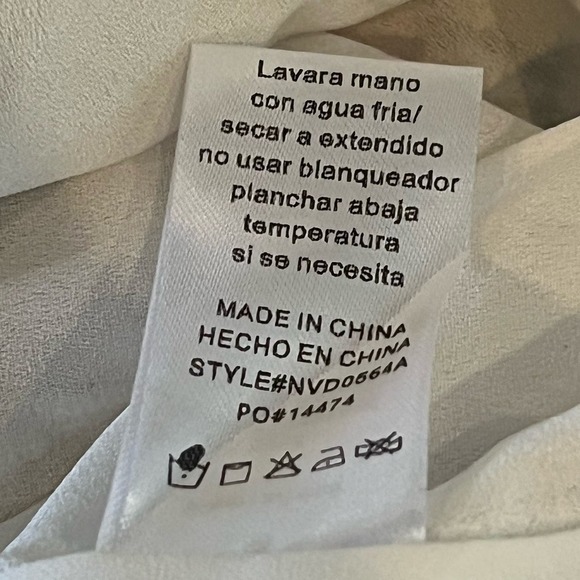 Lavara mano
con agua fria/
secar a extendido
no usar blanqueador
planchar abaja
temperatura
si se necesita
MADE IN CHINA
HECHO EN CHINA
STYLE#NVD0564A
PO#14474